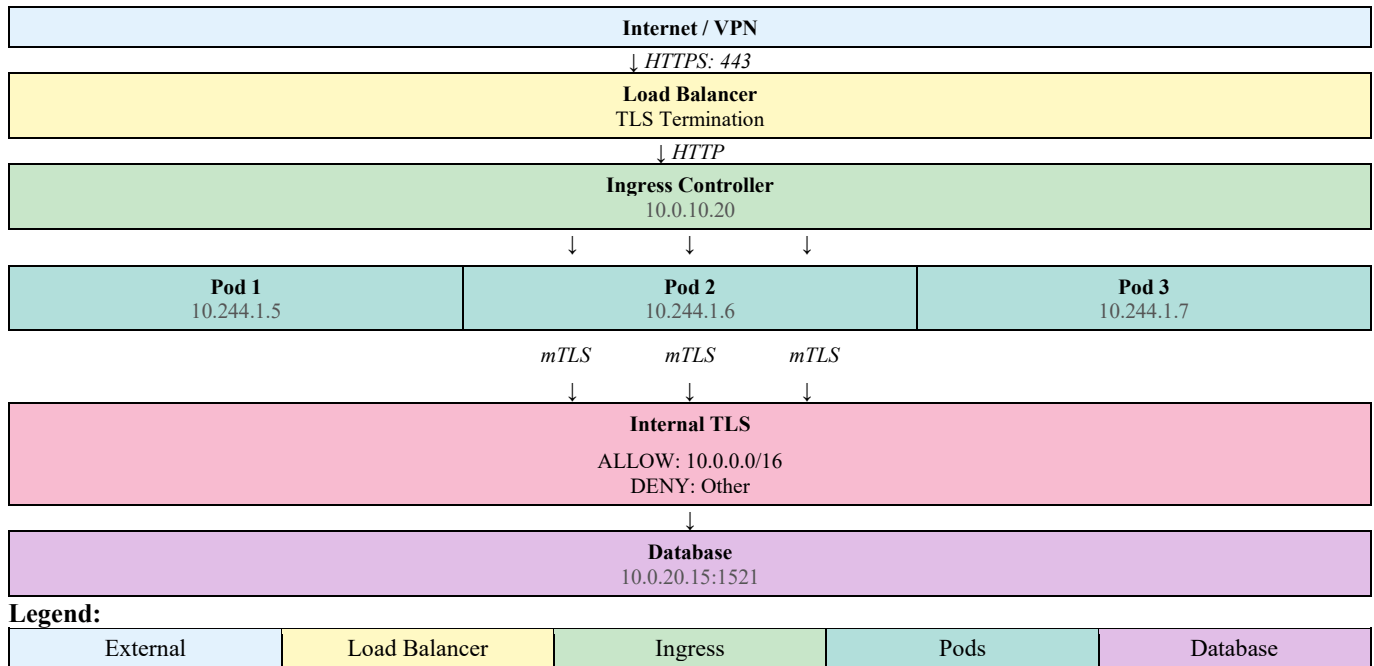 Internet / VPN
↓ HTTPS: 443
Load Balancer
TLS Termination
↓ HTTP
Ingress Controller
10.0.10.20
↓ ↓ ↓
Pod 1 Pod 2 Pod 3
10.244.1.5 10.244.1.6 10.244.1.7
mTLS mTLS mTLS
↓ ↓ ↓
Internal TLS
ALLOW: 10.0.0.0/16
DENY: Other
↓
Database
10.0.20.15:1521
Legend:
External Load Balancer Ingress Pods Database